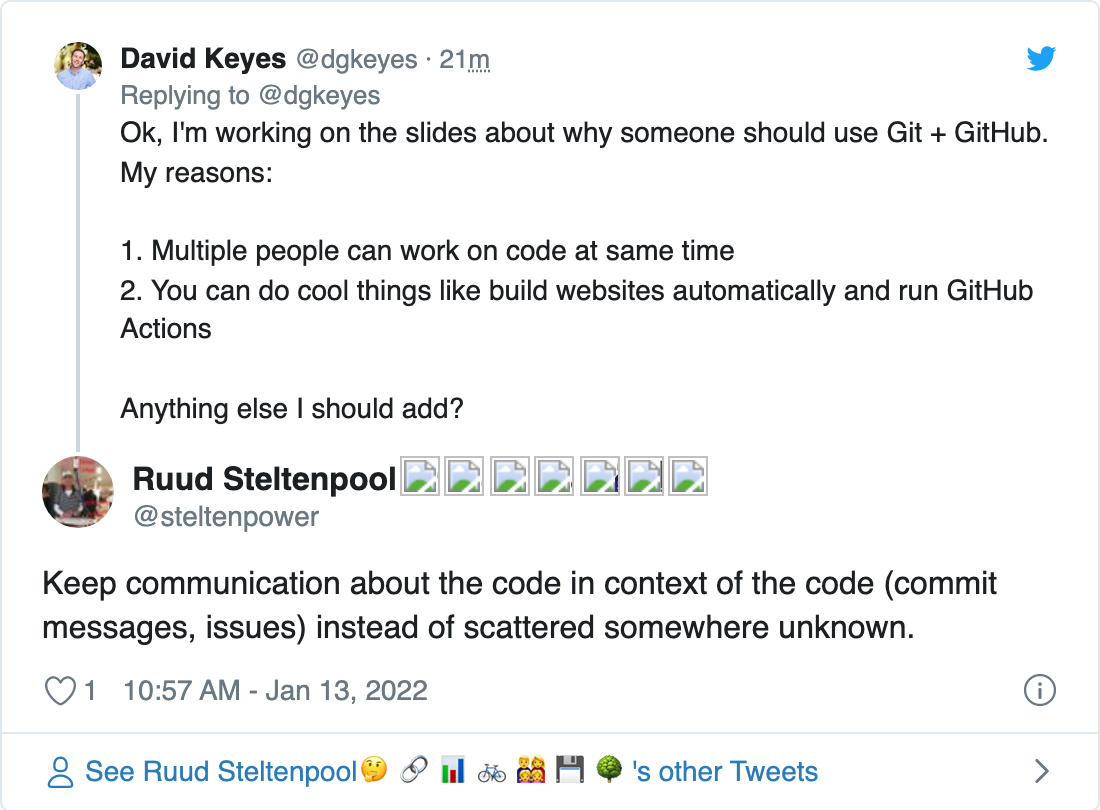 David Keyes @dgkeyes · 21m
Replying to @dgkeyes
Ok, I'm working on the slides about why someone should use Git + GitHub.
My reasons:
1. Multiple people can work on code at same time
2. You can do cool things like build websites automatically and run GitHub
Actions
Anything else I should add?
Ruud Steltenpool
@steltenpower
Keep communication about the code in context of the code (commit
messages, issues) instead of scattered somewhere unknown.
1 10:57 AM - Jan 13, 2022
See Ruud Steltenpool🤔 🔗 📊 🚲 👨‍👩‍👧‍👦 💾 🌳 's other Tweets